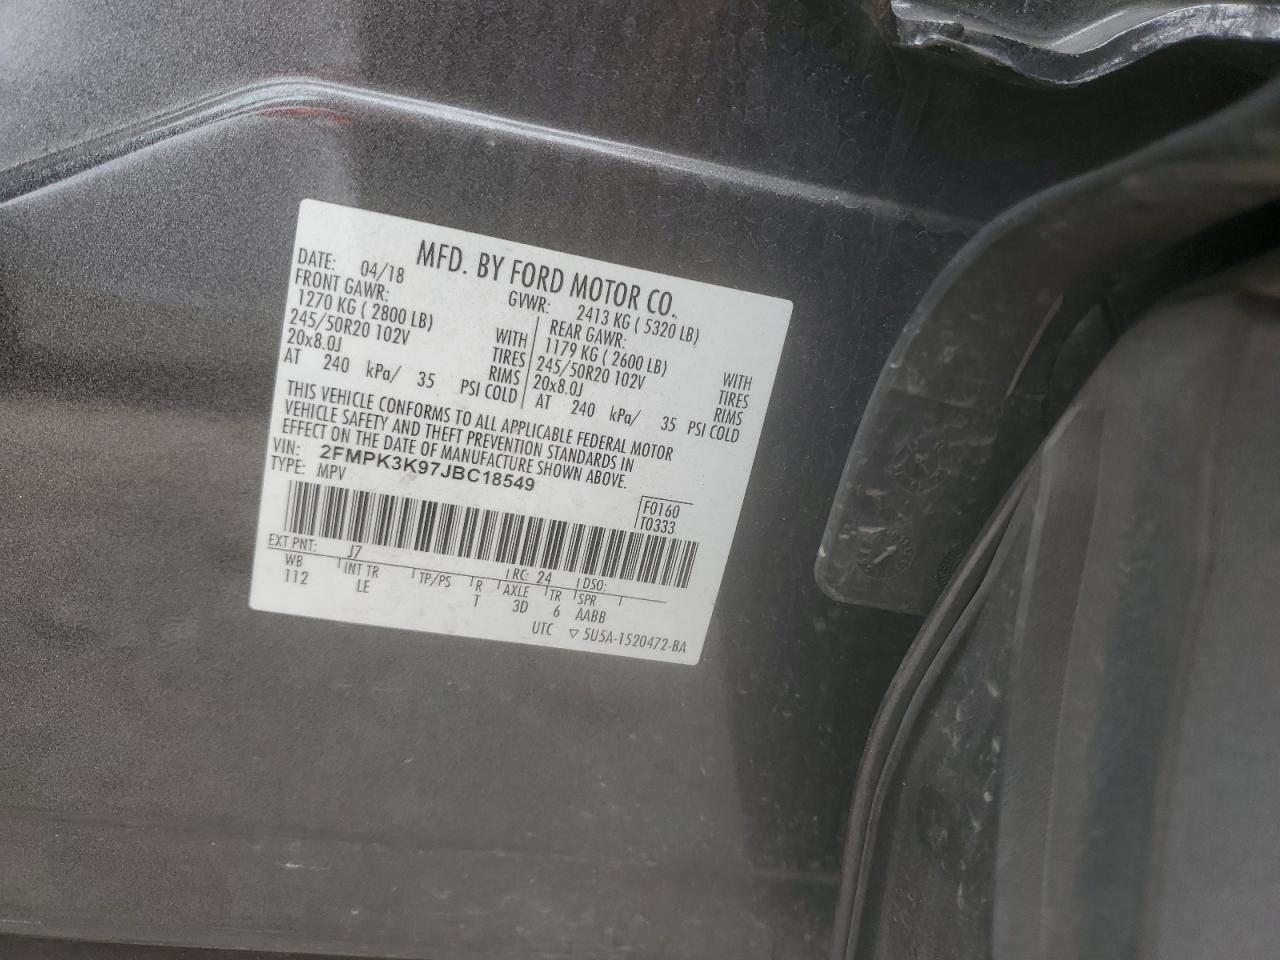 MFD. BY FORD MOTOR CO.
DATE: 04/18 GVWR: 2413 KG ( 5320 LB)
FRONT GAWR: REAR GAWR:
1270 KG ( 2800 LB) WITH 1179 KG ( 2600 LB) WITH
245/50R20 102V TIRES 245/50R20 102V TIRES
20x8.0J RIMS 20x8.0J RIMS
AT 240 kPa/ 35 PSI COLD AT 240 kPa/ 35 PSI COLD
THIS VEHICLE CONFORMS TO ALL APPLICABLE FEDERAL MOTOR
VEHICLE SAFETY AND THEFT PREVENTION STANDARDS IN
EFFECT ON THE DATE OF MANUFACTURE SHOWN ABOVE.
VIN: 2FMPK3K97JBC18549
TYPE: MPV
F0160
T0333
EXT PNT: J7 RC: 24 DSO:
WB INT TR TP/PS R AXLE TR SPR
112 LE T 3D 6 AABB
UTC ▽ 5U5A-1520472-BA